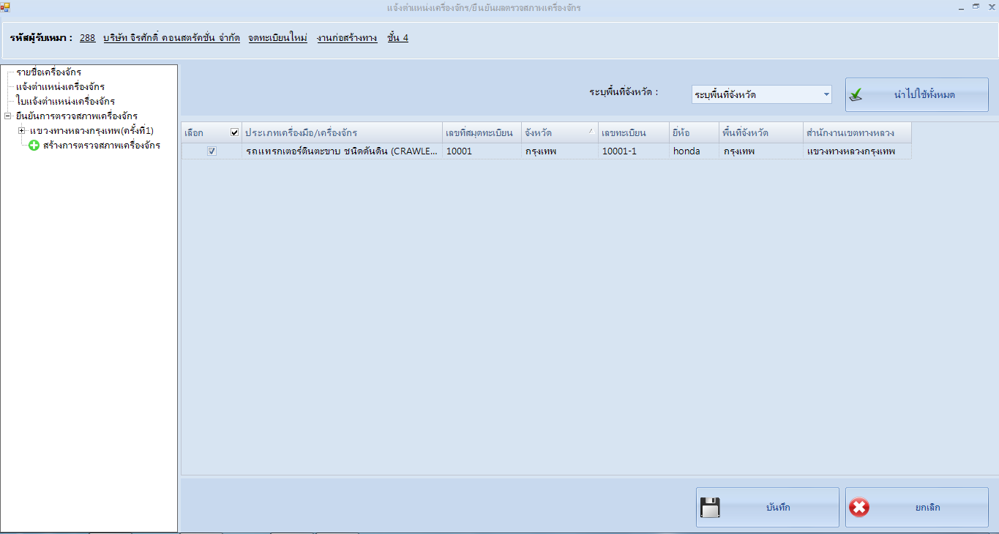 แจ้งตำแหน่งเครื่องจักร/ยืนยันผลตรวจสภาพเครื่องจักร
รหัสผู้รับเหมา : 288 บริษัท จิรศักดิ์ คอนสตรัคชั่น จำกัด จดทะเบียนใหม่ งานก่อสร้างทาง ชั้น 4
รายชื่อเครื่องจักร
แจ้งตำแหน่งเครื่องจักร
ใบแจ้งตำแหน่งเครื่องจักร
ยืนยันการตรวจสภาพเครื่องจักร
แขวงทางหลวงกรุงเทพ(ครั้งที่1)
สร้างการตรวจสภาพเครื่องจักร
ระบุพื้นที่จังหวัด : ระบุพื้นที่จังหวัด นำไปใช้ทั้งหมด
เลือก ประเภทเครื่องมือ/เครื่องจักร เลขที่สมุดทะเบียน จังหวัด เลขทะเบียน ยี่ห้อ พื้นที่จังหวัด สำนักงานเขตทางหลวง
รถแทรกเตอร์ตีนตะขาบ ชนิดดันดิน (CRAWLE... 10001 กรุงเทพ 10001-1 honda กรุงเทพ แขวงทางหลวงกรุงเทพ
บันทึก ยกเลิก